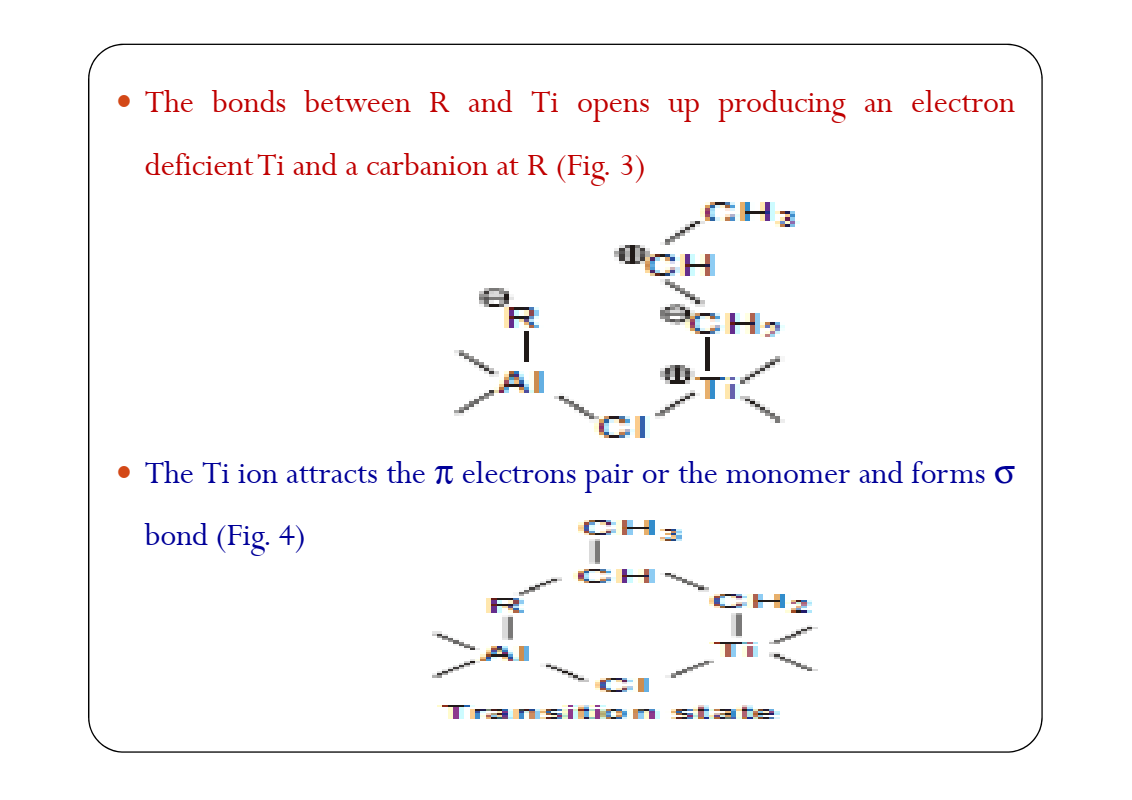 • The bonds between R and Ti opens up producing an electron
deficient Ti and a carbanion at R (Fig. 3)
CH3
⊕CH
⊖R
⊖CH2
Al
⊕Ti
Cl
• The Ti ion attracts the π electrons pair or the monomer and forms σ
bond (Fig. 4)
CH3
CH
R
CH2
Al
Ti
Cl
Transition state